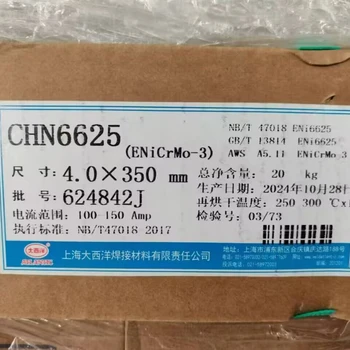 CHN6625
(ENiCrMo-3)
NB/T 47018 ENi6625
GB/T 13814 ENi6625
AWS A5.11 ENiCrMo-3
尺寸: 4.0×350 mm
总净含量: 20 kg
批号: 624842J
生产日期: 2024年10月28日
电流范围: 100-150 Amp
再烘干温度: 250 300 ℃×1
执行标准: NB/T47018 2017
检验号: 03/73
大西洋
上海大西洋焊接材料有限责任公司